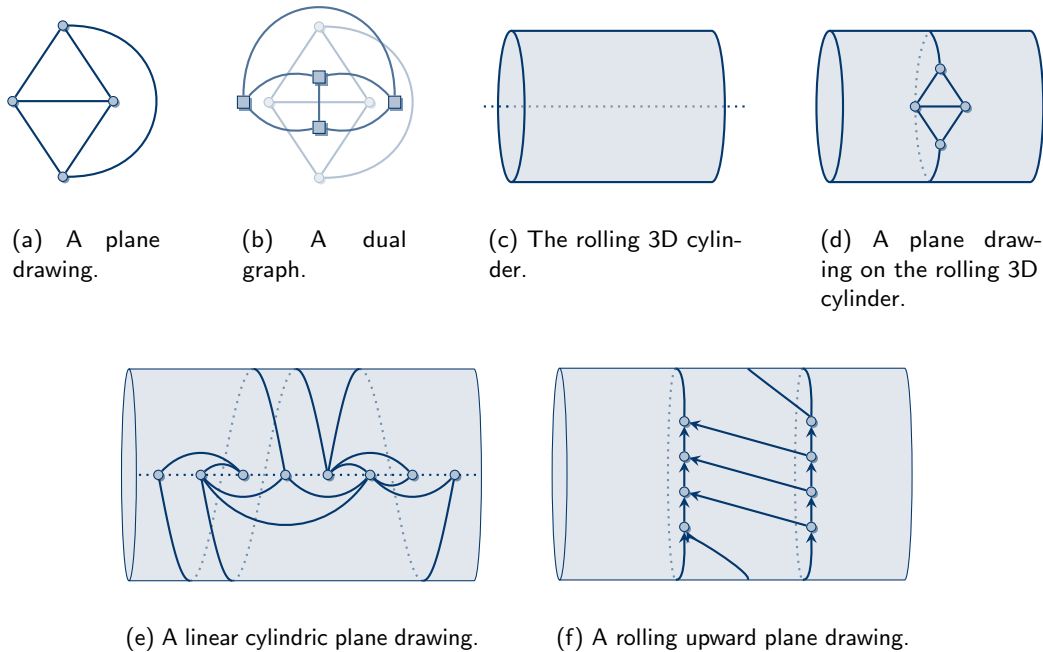 (a) A plane
drawing.
(b) A dual
graph.
(c) The rolling 3D cylin-
der.
(d) A plane draw-
ing on the rolling 3D
cylinder.
(e) A linear cylindric plane drawing.
(f) A rolling upward plane drawing.